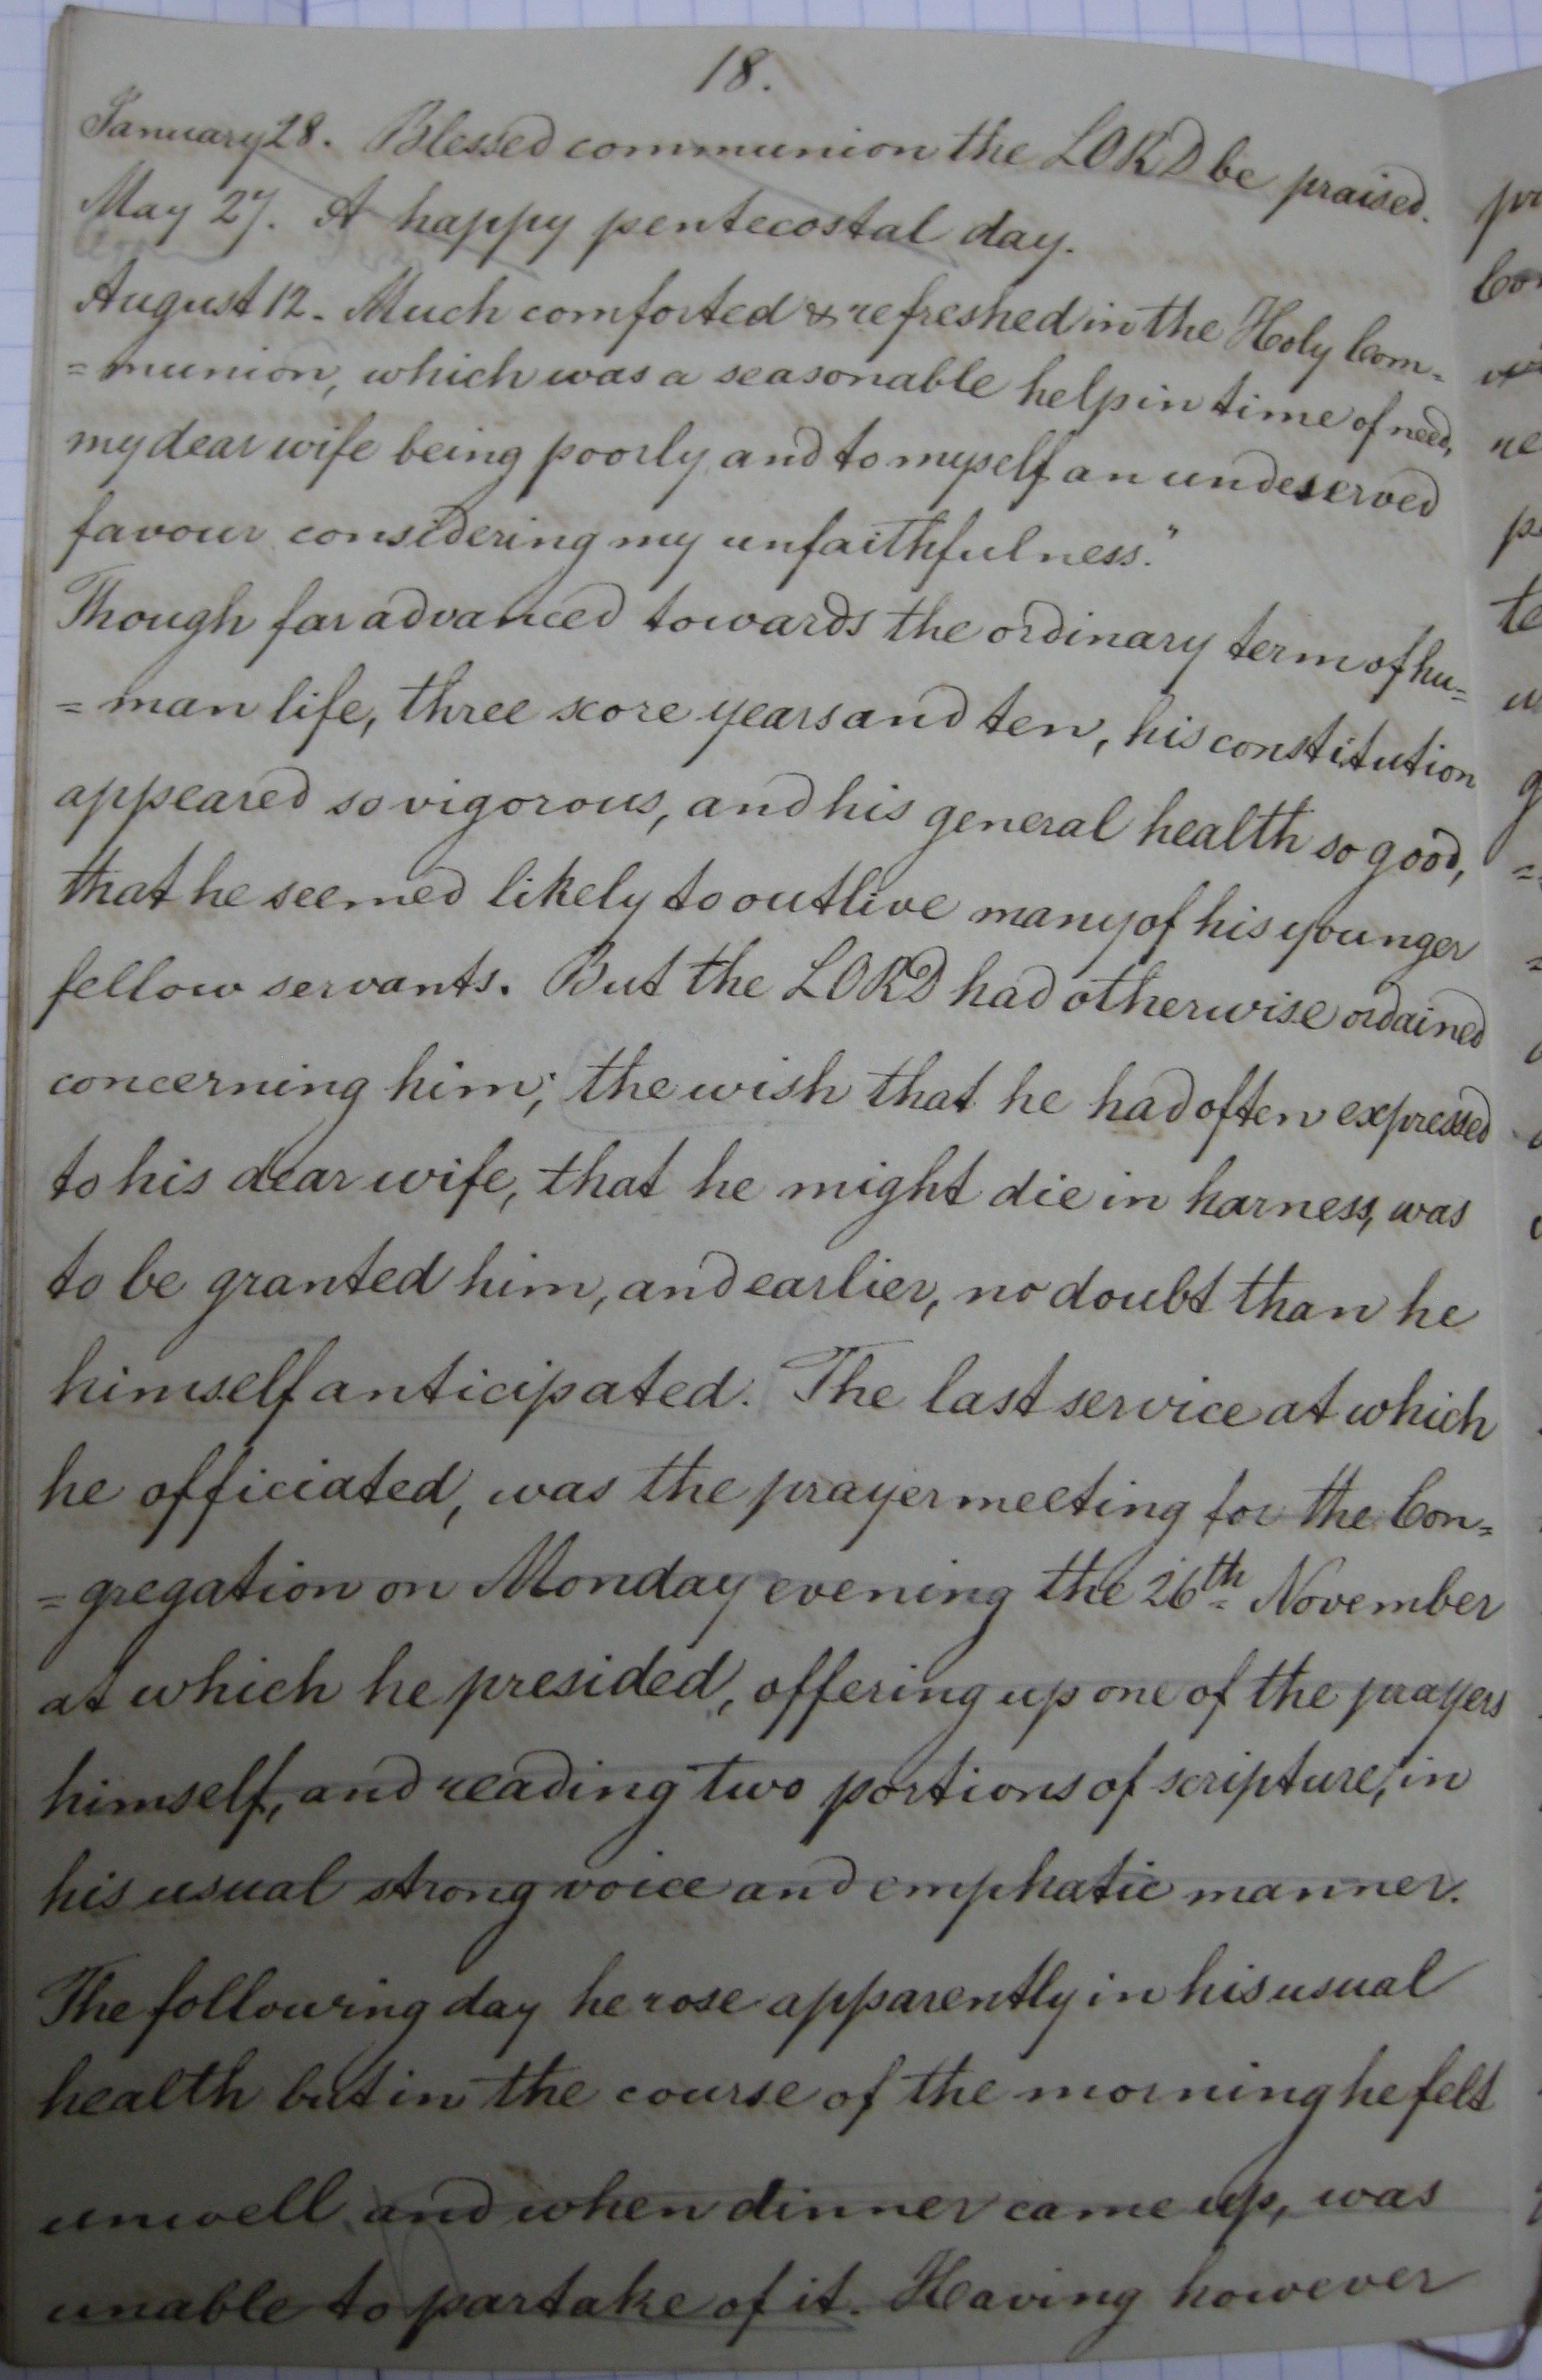 18.
January 28. Blessed communion the LORD be praised.
May 27. A happy pentecostal day.
August 12. Much comforted & refreshed in the Holy Com=
=munion, which was a seasonable help in time of need,
my dear wife being poorly, and to myself an undeserved
favour considering my unfaithfulness."
Though far advanced towards the ordinary term of hu=
=man life, three score years and ten, his constitution
appeared so vigorous, and his general health so good,
that he seemed likely to outlive many of his younger
fellow servants. But the LORD had otherwise ordained
concerning him; the wish that he had often expressed
to his dear wife, that he might die in harness, was
to be granted him, and earlier, no doubt than he
himself anticipated. The last service at which
he officiated, was the prayer meeting for the Con=
=gregation on Monday evening the 26th November
at which he presided, offering up one of the prayers
himself, and reading two portions of scripture, in
his usual strong voice and emphatic manner.
The following day he rose apparently in his usual
health but in the course of the morning he felt
unwell and when dinner came up, was
unable to partake of it. Having however